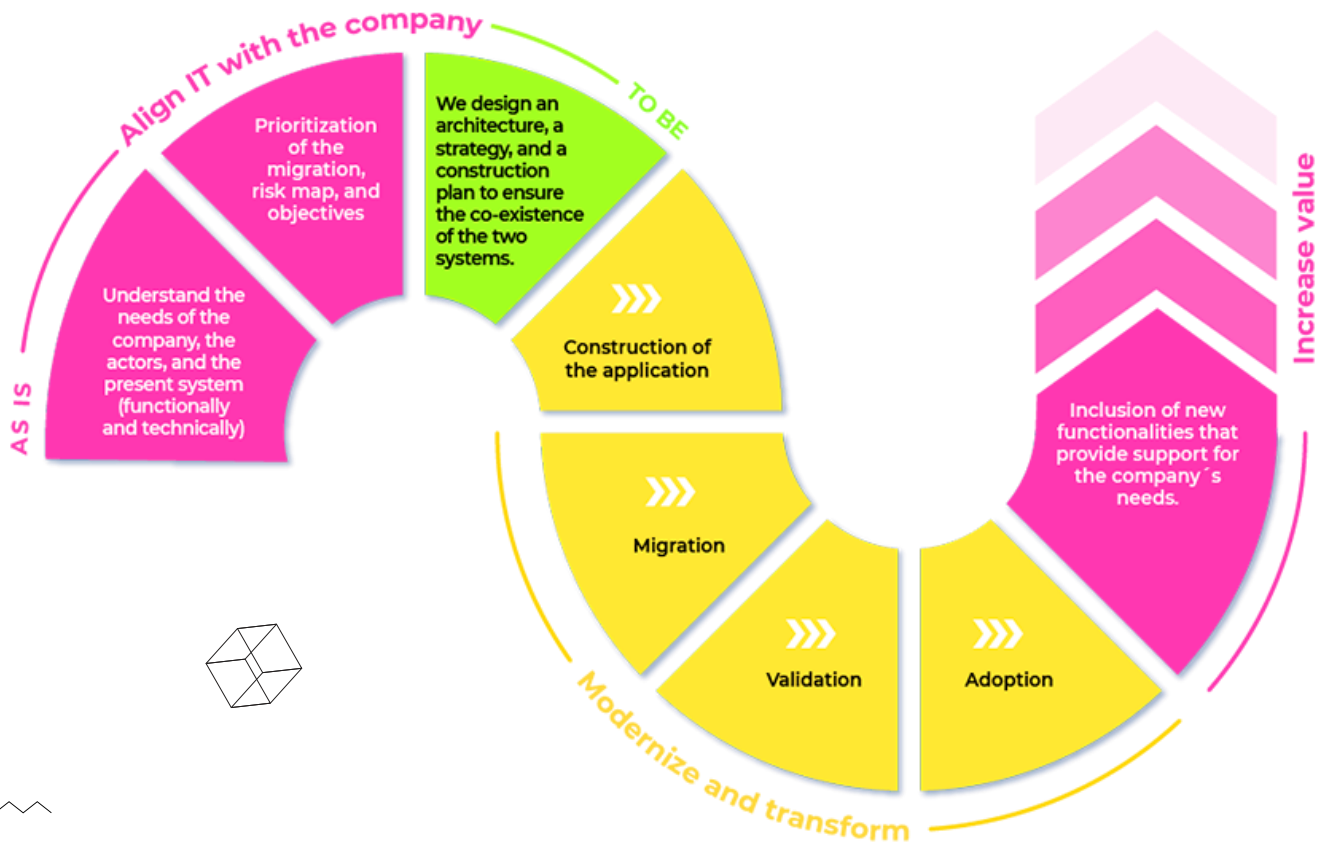 AS IS
Align IT with the company
TO BE
Understand the
needs of the
company, the
actors, and the
present system
(functionally
and technically)
Prioritization
of the
migration,
risk map, and
objectives
We design an
architecture, a
strategy, and a
construction
plan to ensure
the co-existence
of the two
systems.
Construction of
the application
Migration
Validation
Adoption
Modernize and transform
Inclusion of new
functionalities that
provide support for
the company´s
needs.
Increase value